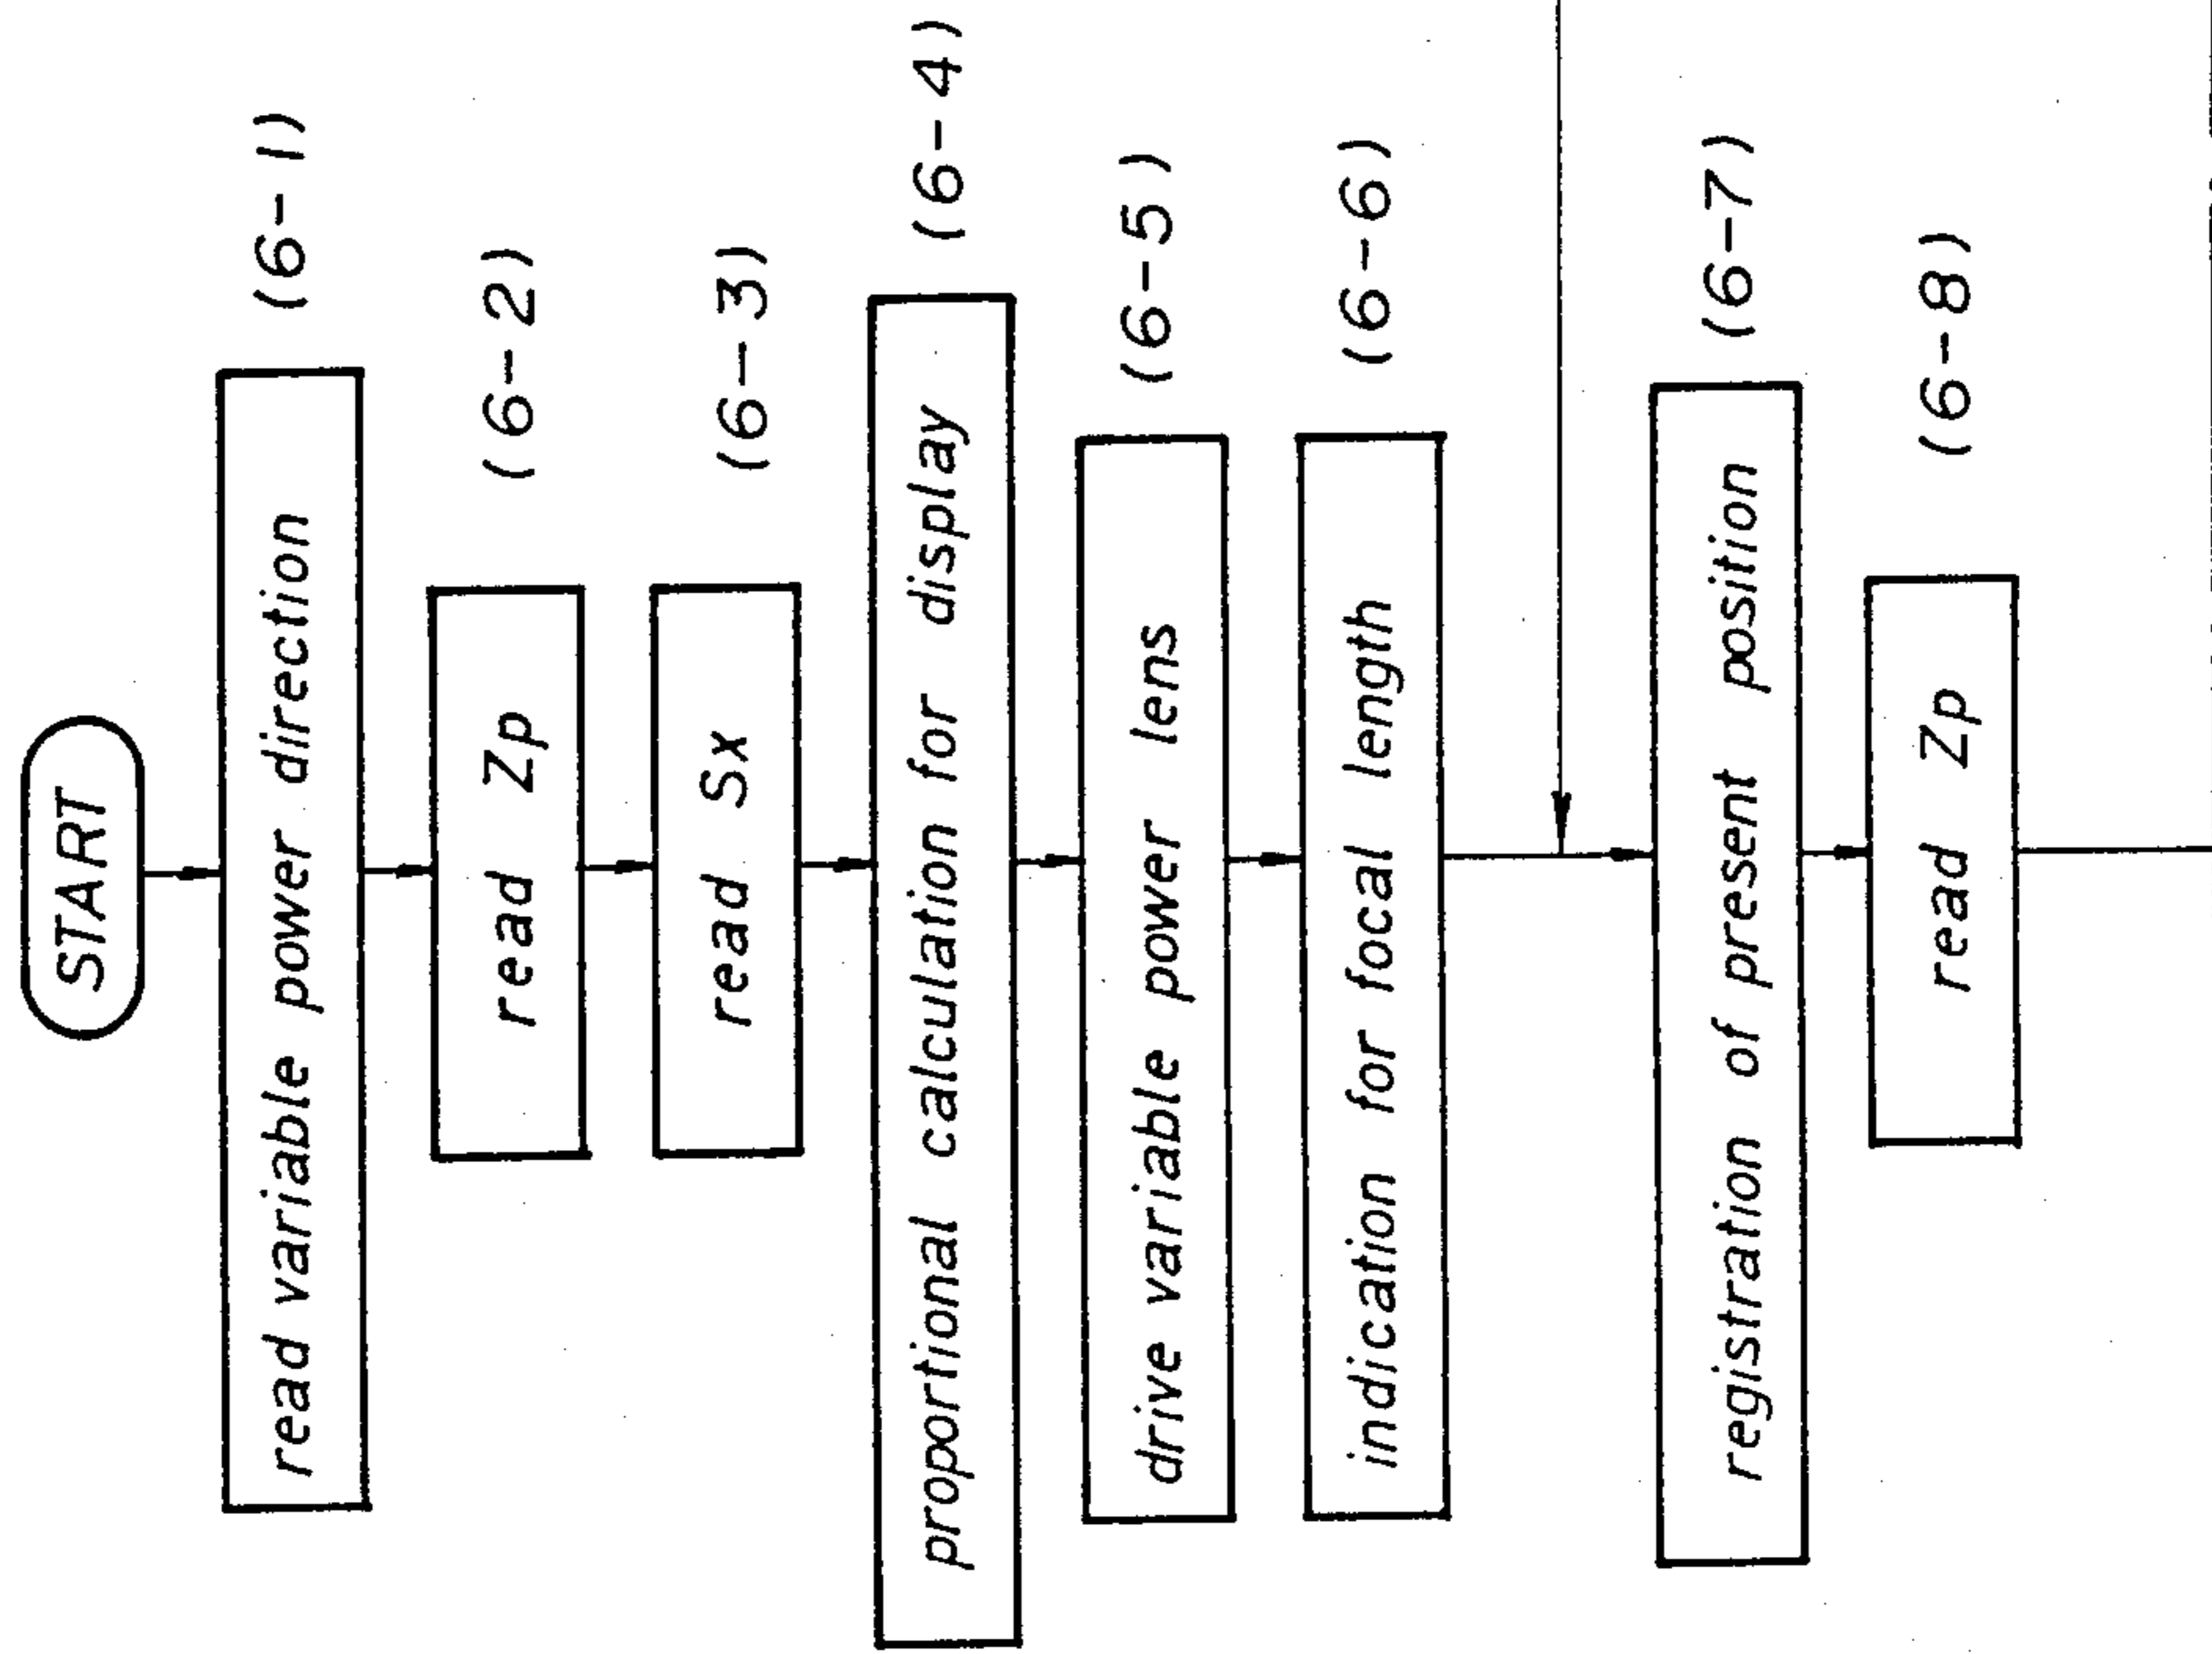 START
read variable power direction (6-1)
read Zp (6-2)
read Sx (6-3)
proportional calculation for display (6-4)
drive variable power lens (6-5)
indication for focal length (6-6)
registration of present position (6-7)
read Zp (6-8)